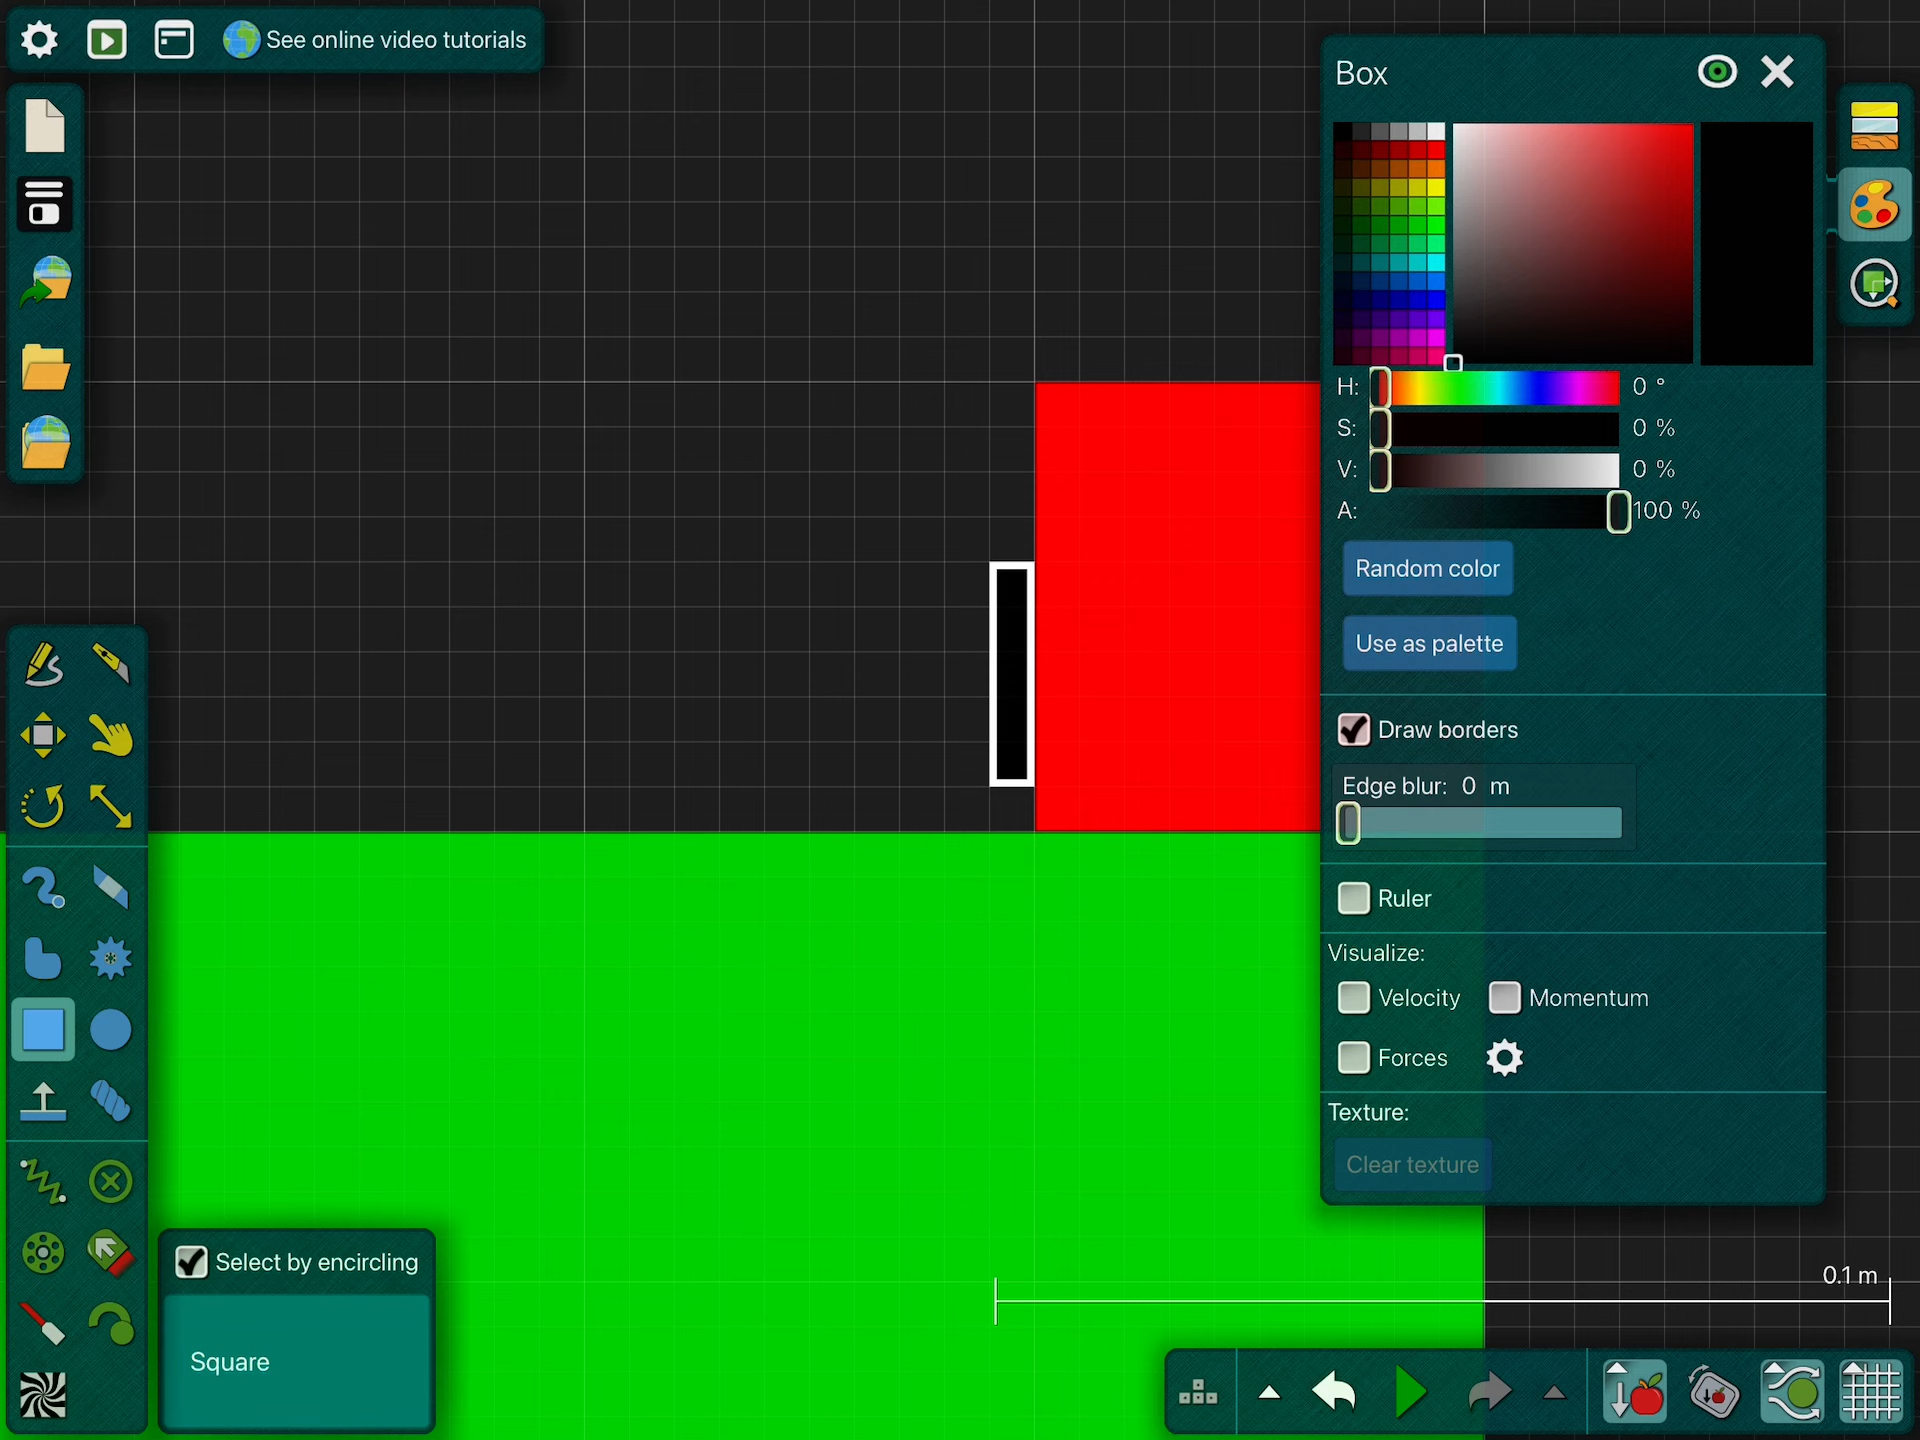 See online video tutorials
Box
H: 0 °
S: 0 %
V: 0 %
A: 100 %
Random color
Use as palette
Draw borders
Edge blur: 0 m
Ruler
Visualize:
Velocity Momentum
Forces
Texture:
Clear texture
Select by encircling
Square
0.1 m